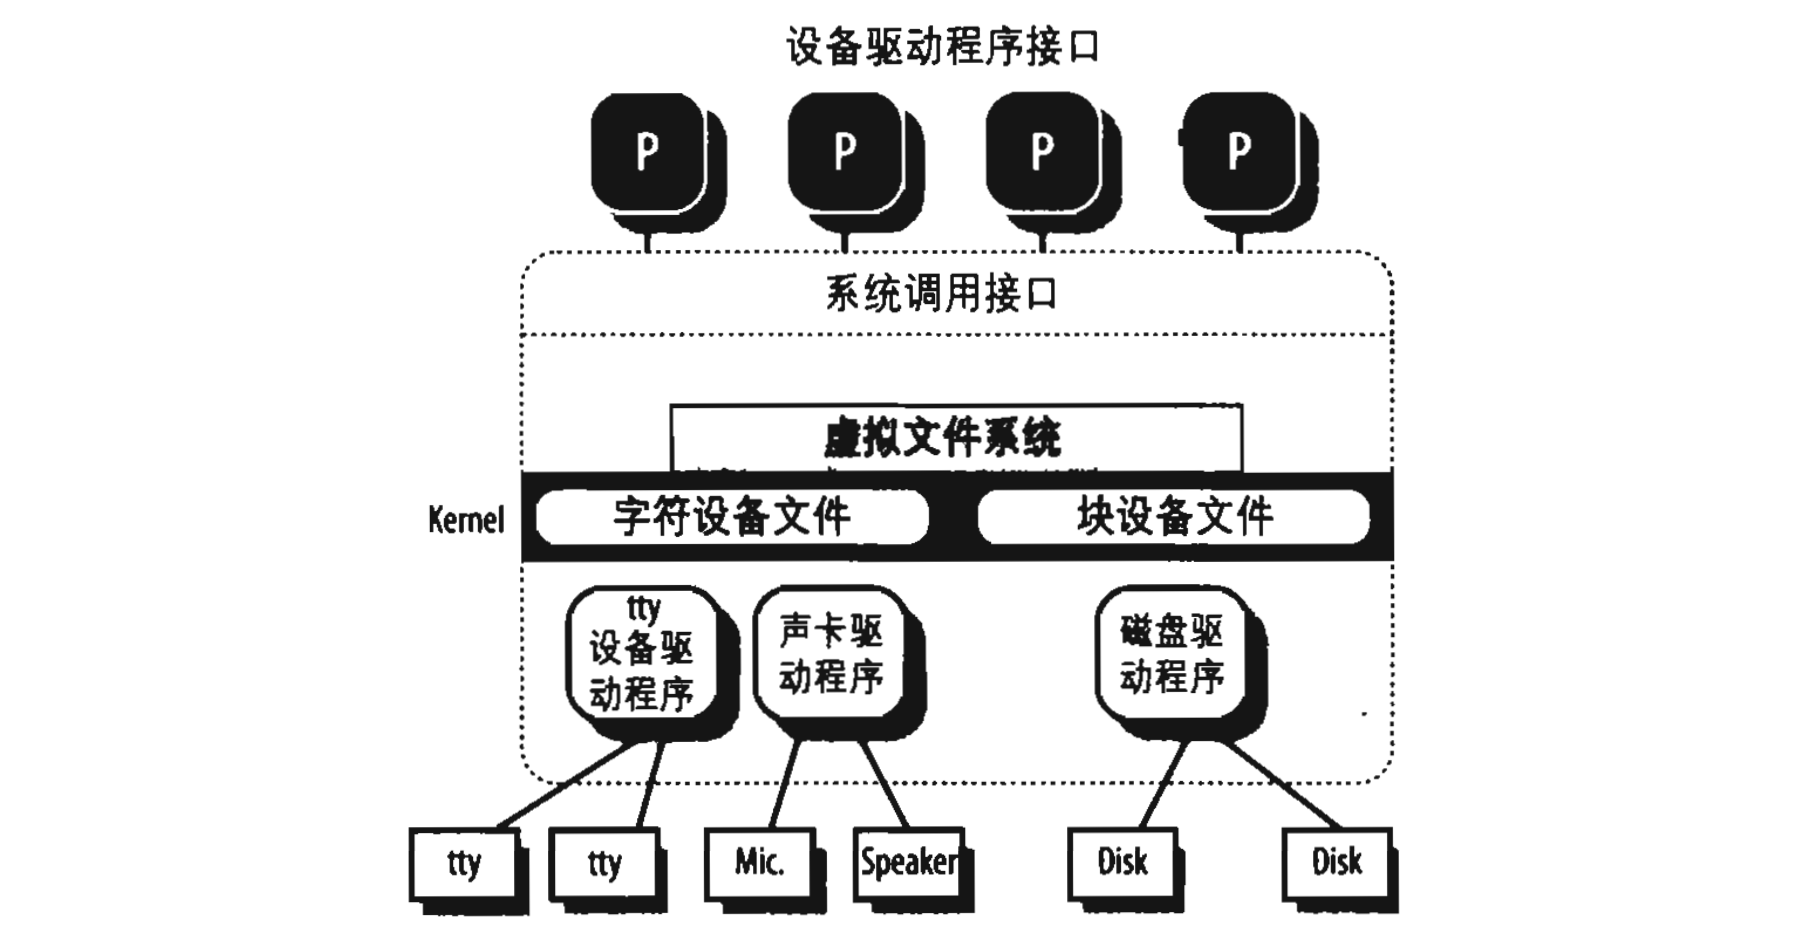 设备驱动程序接口
P P P P
系统调用接口
虚拟文件系统
Kernel 字符设备文件 块设备文件
tty
设备驱
动程序
声卡驱
动程序
磁盘驱
动程序
tty tty Mic. Speaker Disk Disk